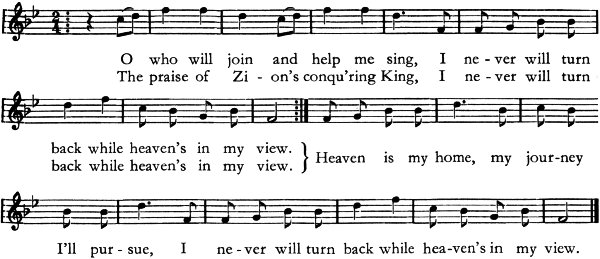 2/4
O who will join and help me sing, I ne - ver will turn
The praise of Zi - on's conqu'ring King, I ne - ver will turn
back while heaven's in my view.
back while heaven's in my view. } Heaven is my home, my jour-ney
I'll pur - sue, I ne - ver will turn back while hea-ven's in my view.